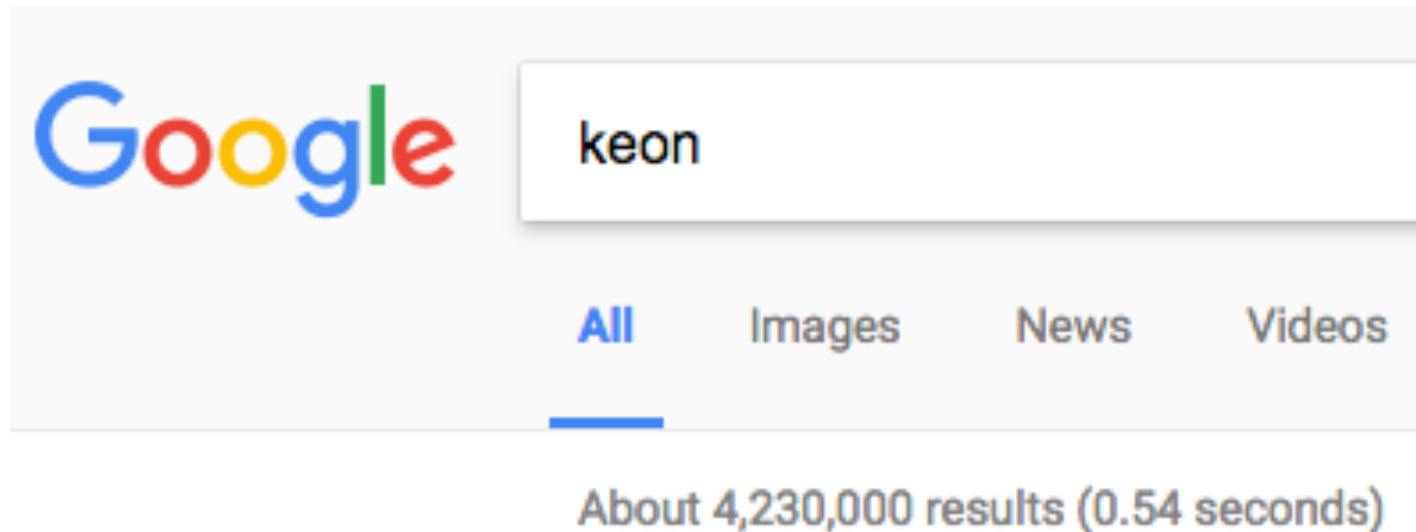 Google keon
All Images News Videos
About 4,230,000 results (0.54 seconds)